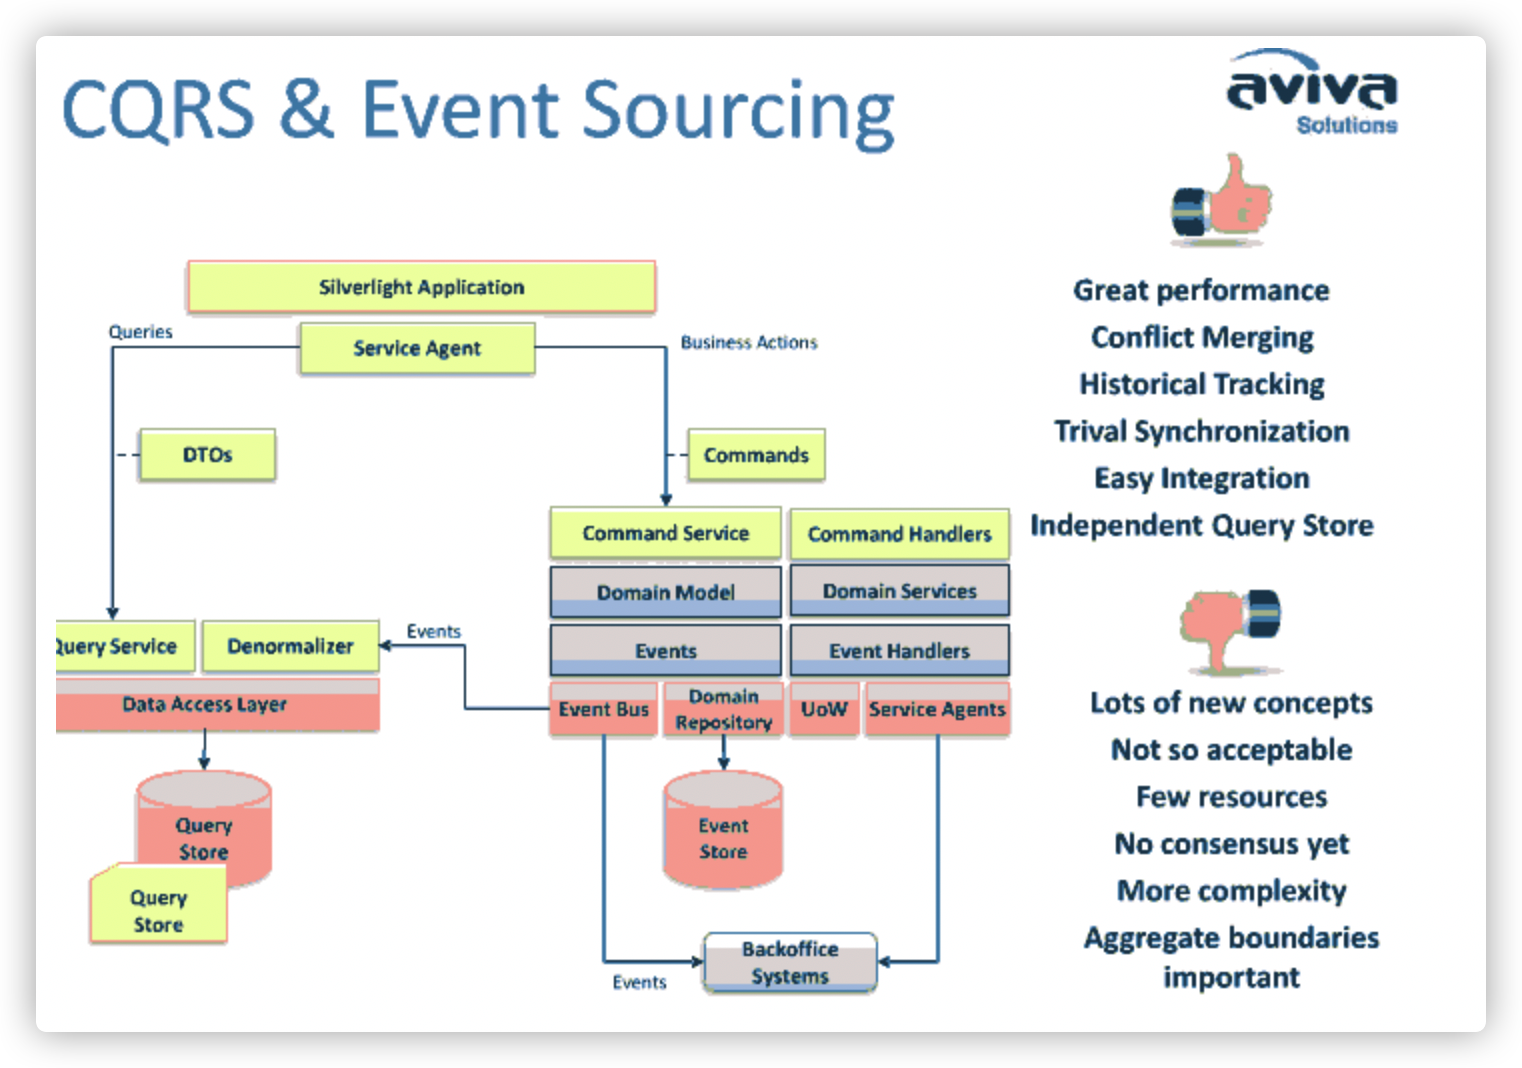 CQRS & Event Sourcing
aviva
Solutions
Silverlight Application
Queries
Service Agent
Business Actions
DTOs
Commands
Command Service
Command Handlers
Domain Model
Domain Services
Query Service
Denormalizer
Events
Events
Event Handlers
Data Access Layer
Event Bus
Domain
Repository
UoW
Service Agents
Query
Store
Event
Store
Query
Store
Backoffice
Systems
Events
Great performance
Conflict Merging
Historical Tracking
Trival Synchronization
Easy Integration
Independent Query Store
Lots of new concepts
Not so acceptable
Few resources
No consensus yet
More complexity
Aggregate boundaries
important